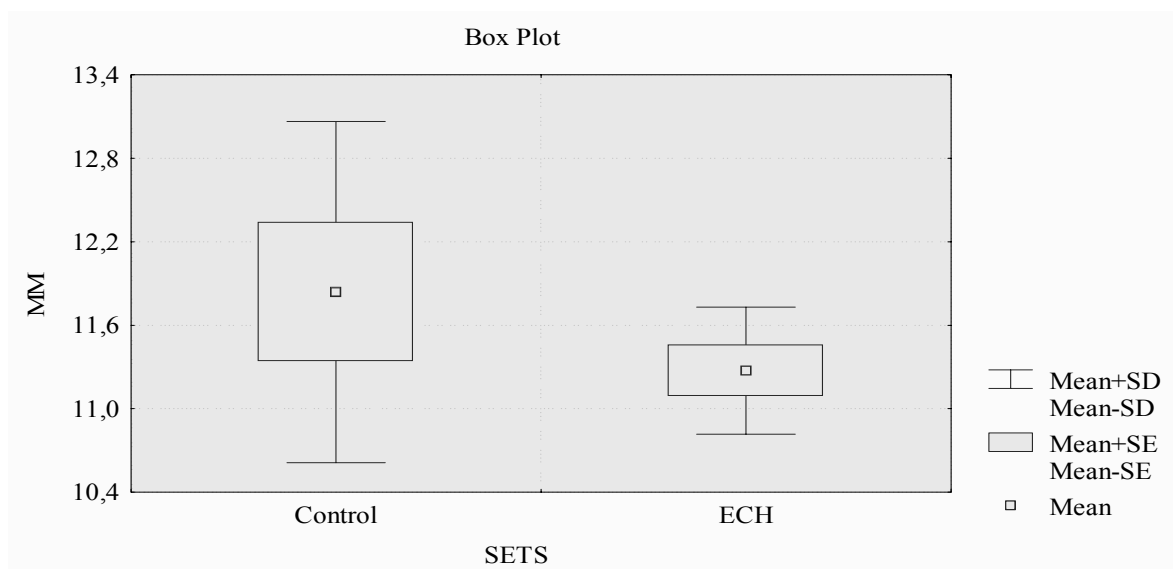 Box Plot
13,4
12,8
12,2
11,6
11,0
10,4
MM
Control
ECH
SETS
Mean+SD
Mean-SD
Mean+SE
Mean-SE
Mean